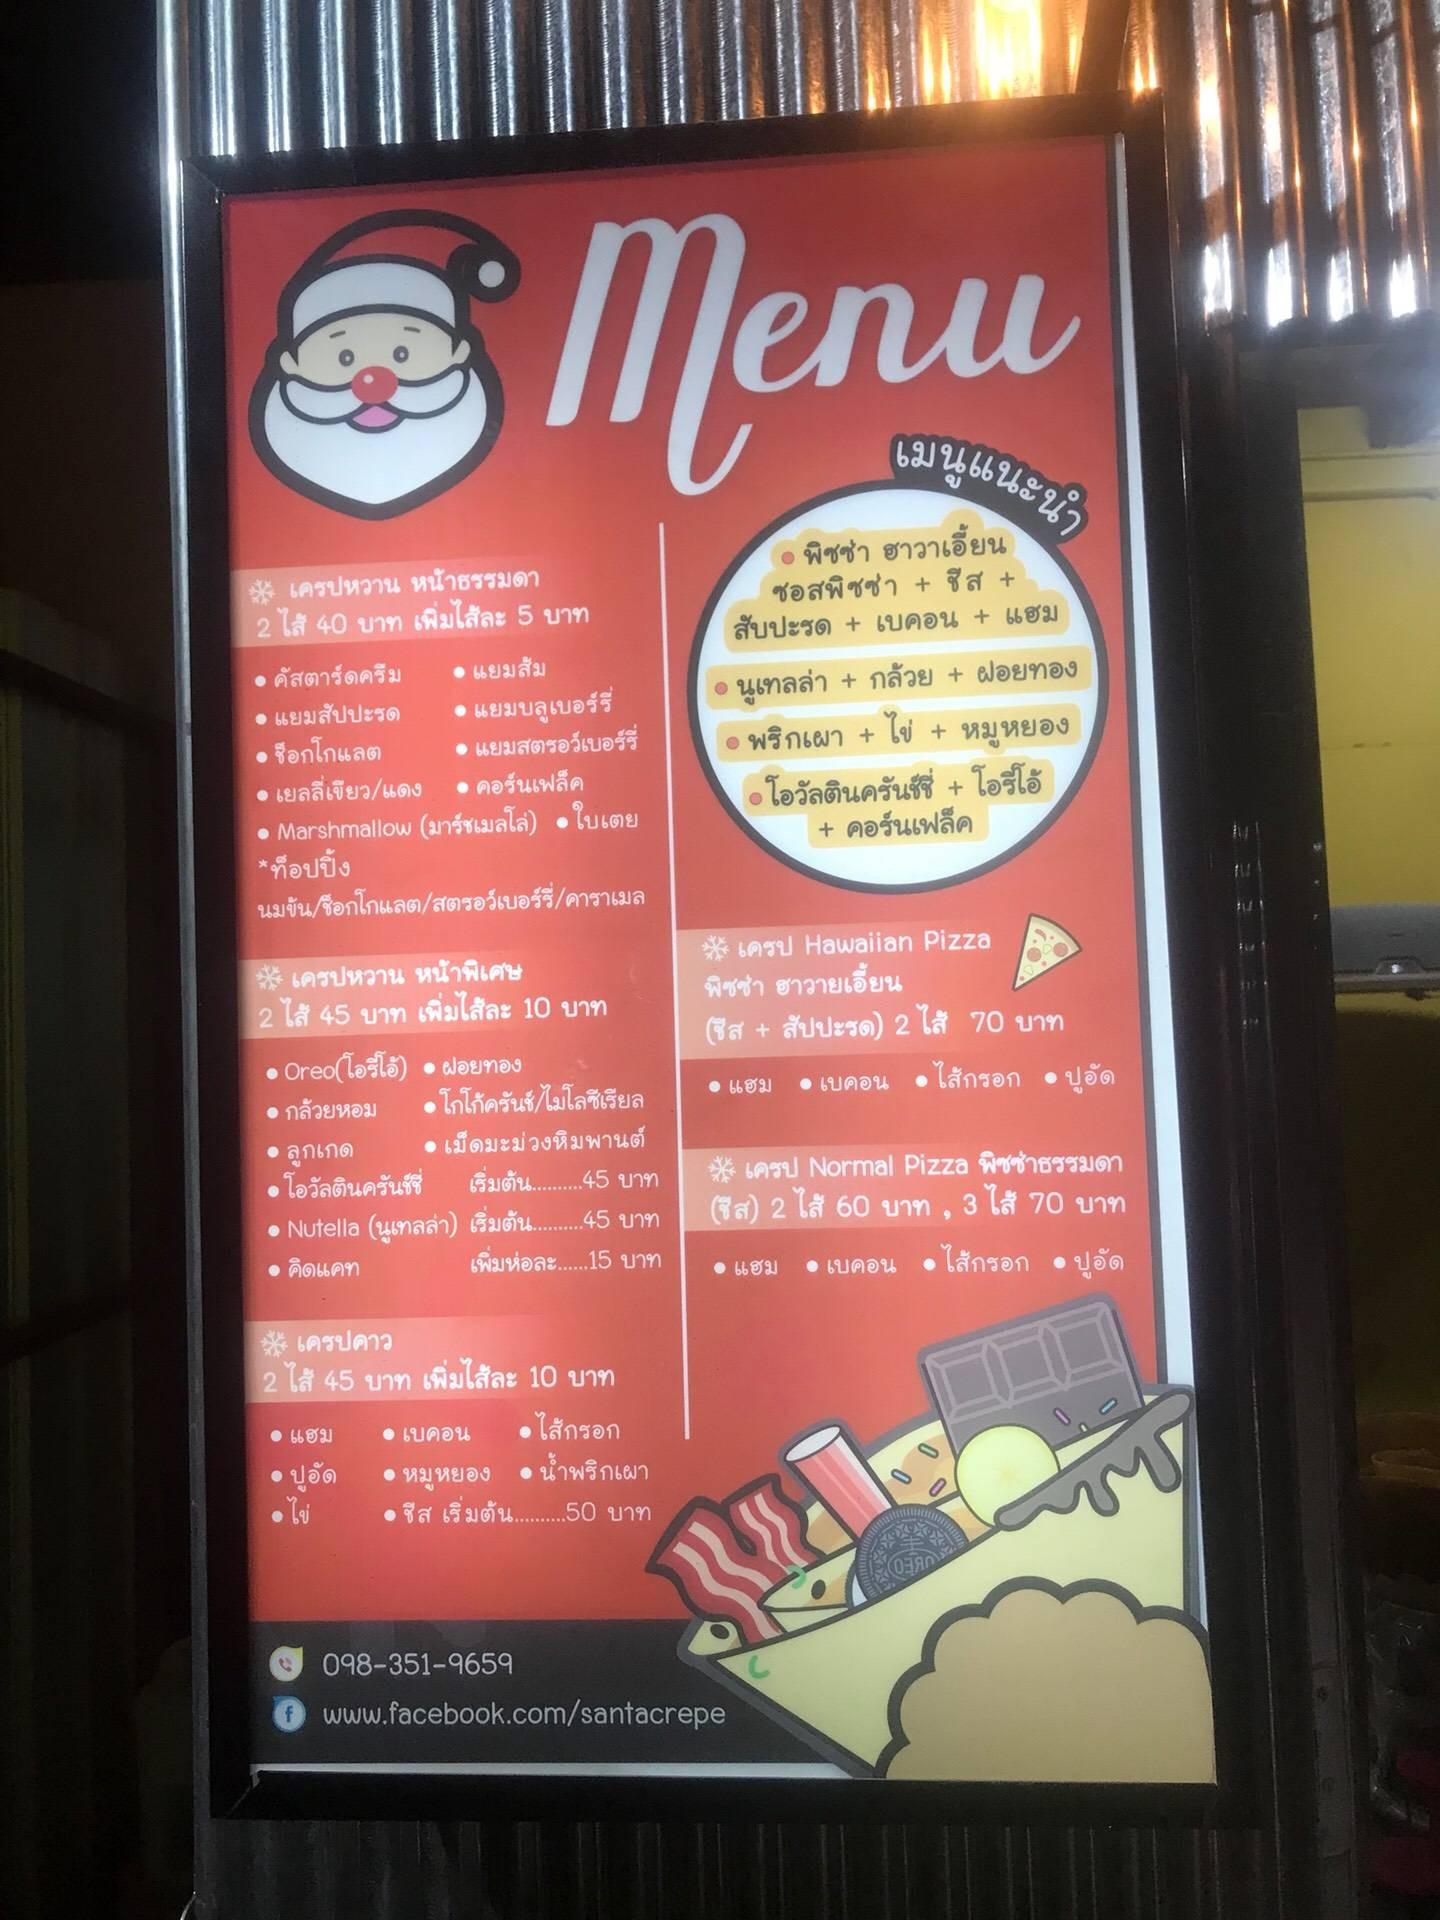 Menu
เมนูแนะนำ
❄ เครปหวาน หน้าธรรมดา
2 ไส้ 40 บาท เพิ่มไส้ละ 5 บาท
• คัสตาร์ดครีม • แยมส้ม
• แยมสัปปะรด • แยมบลูเบอร์รี่
• ช็อกโกแลต • แยมสตรอว์เบอร์รี่
• เยลลี่เขียว/แดง • คอร์นเฟล็ค
• Marshmallow (มาร์ชเมลโล่) • ใบเตย
*ท็อปปิ้ง
นมข้น/ช็อกโกแลต/สตรอว์เบอร์รี่/คาราเมล
❄ เครปหวาน หน้าพิเศษ
2 ไส้ 45 บาท เพิ่มไส้ละ 10 บาท
• Oreo(โอรีโอ้) • ฝอยทอง
• กล้วยหอม • โกโก้ครันช์/ไมโลซีเรียล
• ลูกเกด • เม็ดมะม่วงหิมพานต์
• โอวัลตินครันช์ชี่ เริ่มต้น..........45 บาท
• Nutella (นูเทลล่า) เริ่มต้น..........45 บาท
• คิดแคท เพิ่มห่อละ......15 บาท
❄ เครปคาว
2 ไส้ 45 บาท เพิ่มไส้ละ 10 บาท
• แฮม • เบคอน • ไส้กรอก
• ปูอัด • หมูหยอง • น้ำพริกเผา
• ไข่ • ชีส เริ่มต้น..........50 บาท
• พิซซ่า ฮาวาเอี้ยน
ซอสพิซซ่า + ชีส +
สับปะรด + เบคอน + แฮม
• นูเทลล่า + กล้วย + ฝอยทอง
• พริกเผา + ไข่ + หมูหยอง
• โอวัลตินครันช์ชี่ + โอรีโอ้
+ คอร์นเฟล็ค
❄ เครป Hawaiian Pizza
พิซซ่า ฮาวายเอี้ยน
(ชีส + สัปปะรด) 2 ไส้ 70 บาท
• แฮม • เบคอน • ไส้กรอก • ปูอัด
❄ เครป Normal Pizza พิซซ่าธรรมดา
(ชีส) 2 ไส้ 60 บาท , 3 ไส้ 70 บาท
• แฮม • เบคอน • ไส้กรอก • ปูอัด
OREO
098-351-9659
www.facebook.com/santacrepe